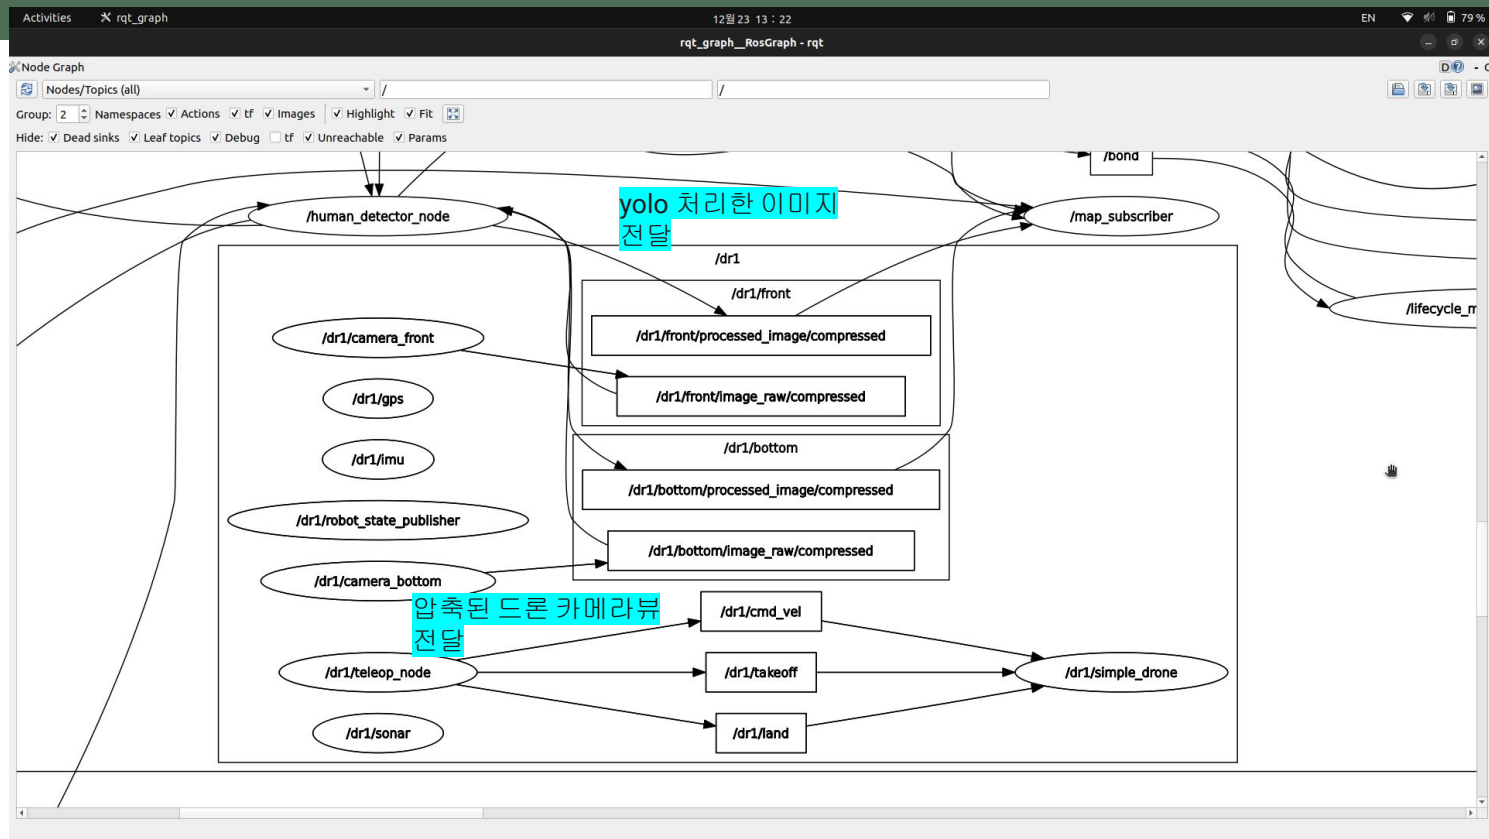 Activities
rqt_graph
12월 23 13 : 22
EN
79 %
rqt_graph__RosGraph - rqt
Node Graph
D
Nodes/Topics (all)
/
/
Group: 2 Namespaces Actions tf Images Highlight Fit
Hide: Dead sinks Leaf topics Debug tf Unreachable Params
/bond
yolo 처리한 이미지
전달
/human_detector_node
/map_subscriber
/dr1
/dr1/front
/lifecycle_m
/dr1/camera_front
/dr1/front/processed_image/compressed
/dr1/gps
/dr1/front/image_raw/compressed
/dr1/bottom
/dr1/imu
/dr1/bottom/processed_image/compressed
/dr1/robot_state_publisher
/dr1/bottom/image_raw/compressed
/dr1/camera_bottom
압축된 드론 카메라뷰
전달
/dr1/cmd_vel
/dr1/teleop_node
/dr1/takeoff
/dr1/simple_drone
/dr1/sonar
/dr1/land